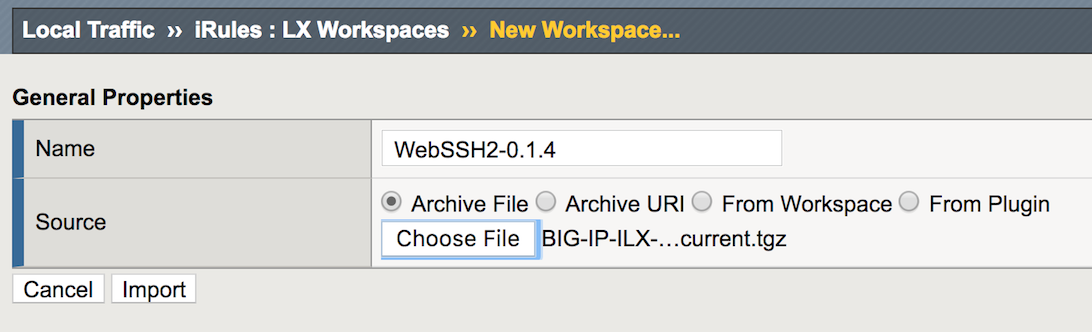 Local Traffic ›› iRules : LX Workspaces ›› New Workspace...
General Properties
Name WebSSH2-0.1.4
Source Archive File Archive URI From Workspace From Plugin
Choose File BIG-IP-ILX-...current.tgz
Cancel Import